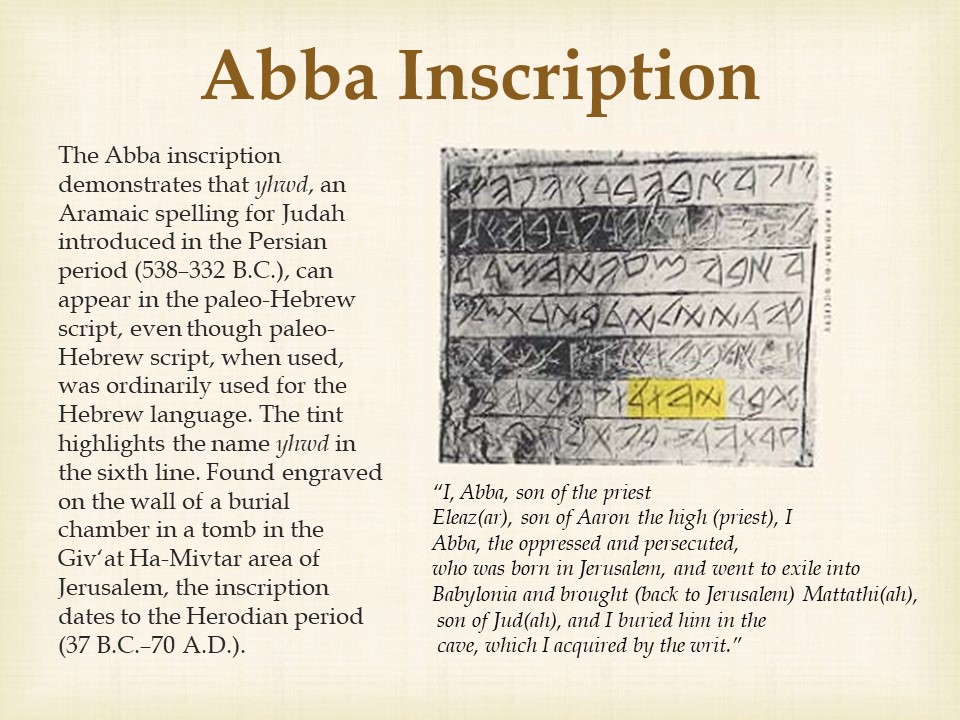 Abba Inscription
The Abba inscription
demonstrates that yhwd, an
Aramaic spelling for Judah
introduced in the Persian
period (538–332 B.C.), can
appear in the paleo-Hebrew
script, even though paleo-
Hebrew script, when used,
was ordinarily used for the
Hebrew language. The tint
highlights the name yhwd in
the sixth line. Found engraved
on the wall of a burial
chamber in a tomb in the
Giv‘at Ha-Mivtar area of
Jerusalem, the inscription
dates to the Herodian period
(37 B.C.–70 A.D.).
ISRAEL EXPLORATION SOCIETY
“I, Abba, son of the priest
Eleaz(ar), son of Aaron the high (priest), I
Abba, the oppressed and persecuted,
who was born in Jerusalem, and went to exile into
Babylonia and brought (back to Jerusalem) Mattathi(ah),
son of Jud(ah), and I buried him in the
cave, which I acquired by the writ.”